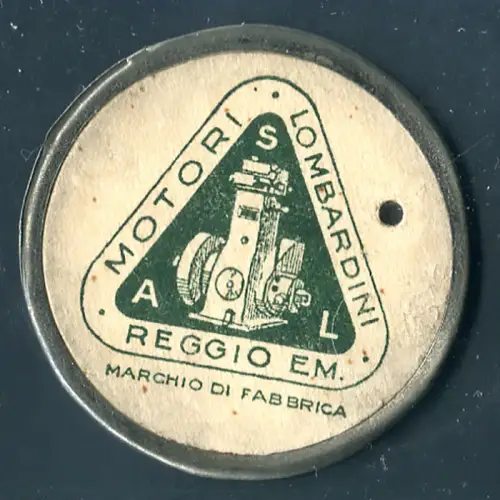 MOTORI
LOMBARDINI
S
A
L
REGGIO EM.
MARCHIO DI FABBRICA